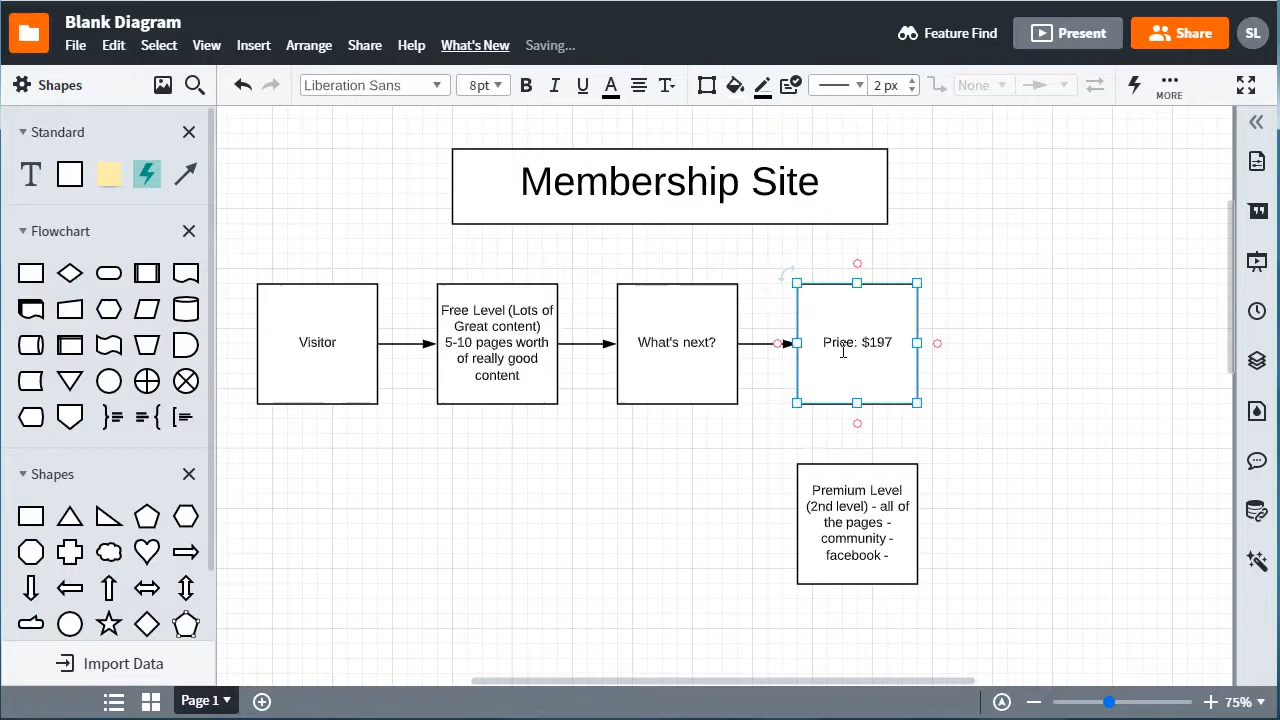 Blank Diagram
File Edit Select View Insert Arrange Share Help What's New Saving...
Feature Find
Present
Share
SL
Shapes
Liberation Sans
8pt
B I U A T
2 px
None
MORE
Standard
T
Flowchart
Shapes
Import Data
Membership Site
Visitor
Free Level (Lots of
Great content)
5-10 pages worth
of really good
content
What's next?
Price: $197
Premium Level
(2nd level) - all of
the pages -
community -
facebook -
Page 1
75%